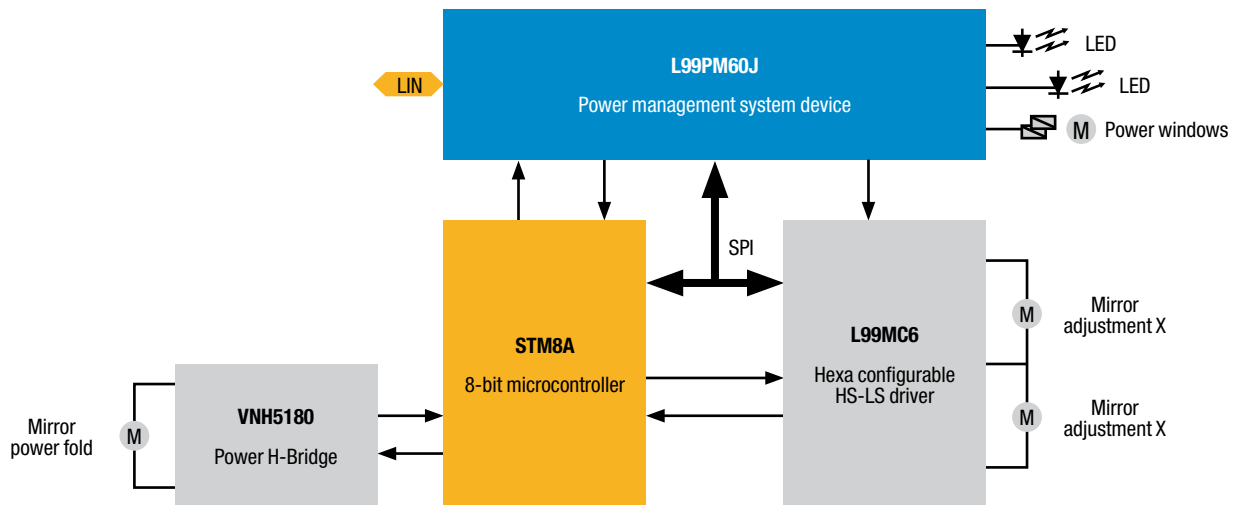 L99PM60J
Power management system device
LIN
LED
LED
M Power windows
SPI
STM8A
8-bit microcontroller
L99MC6
Hexa configurable
HS-LS driver
M
Mirror
adjustment X
M
Mirror
adjustment X
VNH5180
Power H-Bridge
Mirror
power fold
M